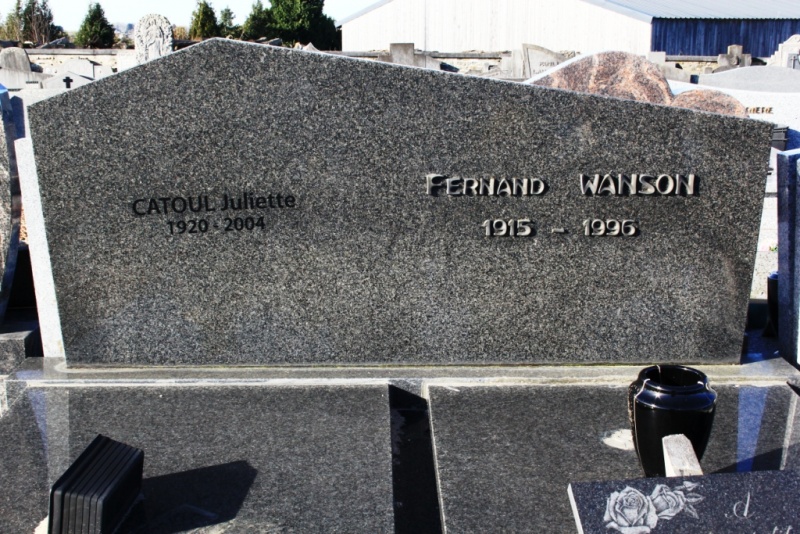 CATOUL Juliette
1920 - 2004
FERNAND WANSON
1915 - 1996